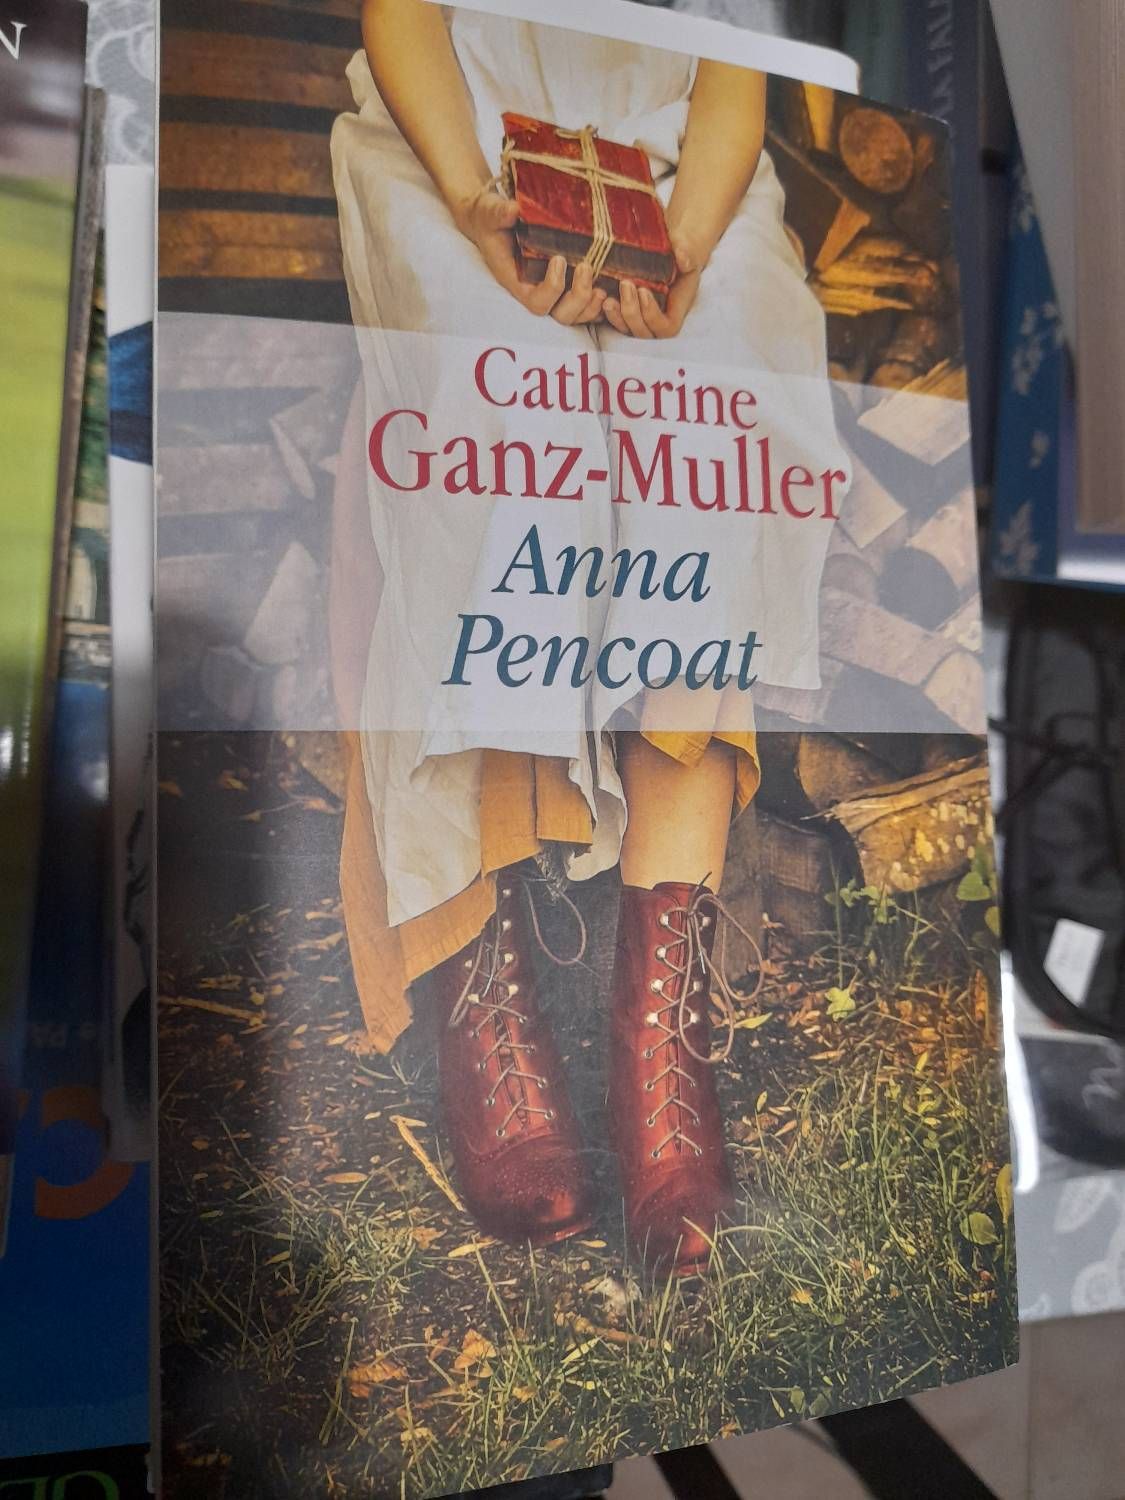 Catherine
Ganz-Muller
Anna
Pencoat